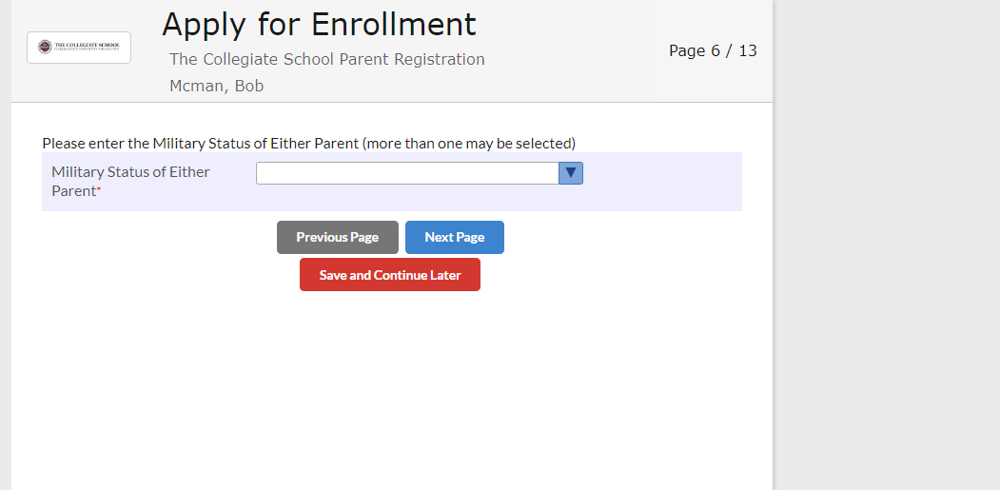 Apply for Enrollment
THE COLLEGIATE SCHOOL
The Collegiate School Parent Registration
Page 6 / 13
Mcman, Bob
Please enter the Military Status of Either Parent (more than one may be selected)
Military Status of Either
Parent*
Previous Page
Next Page
Save and Continue Later